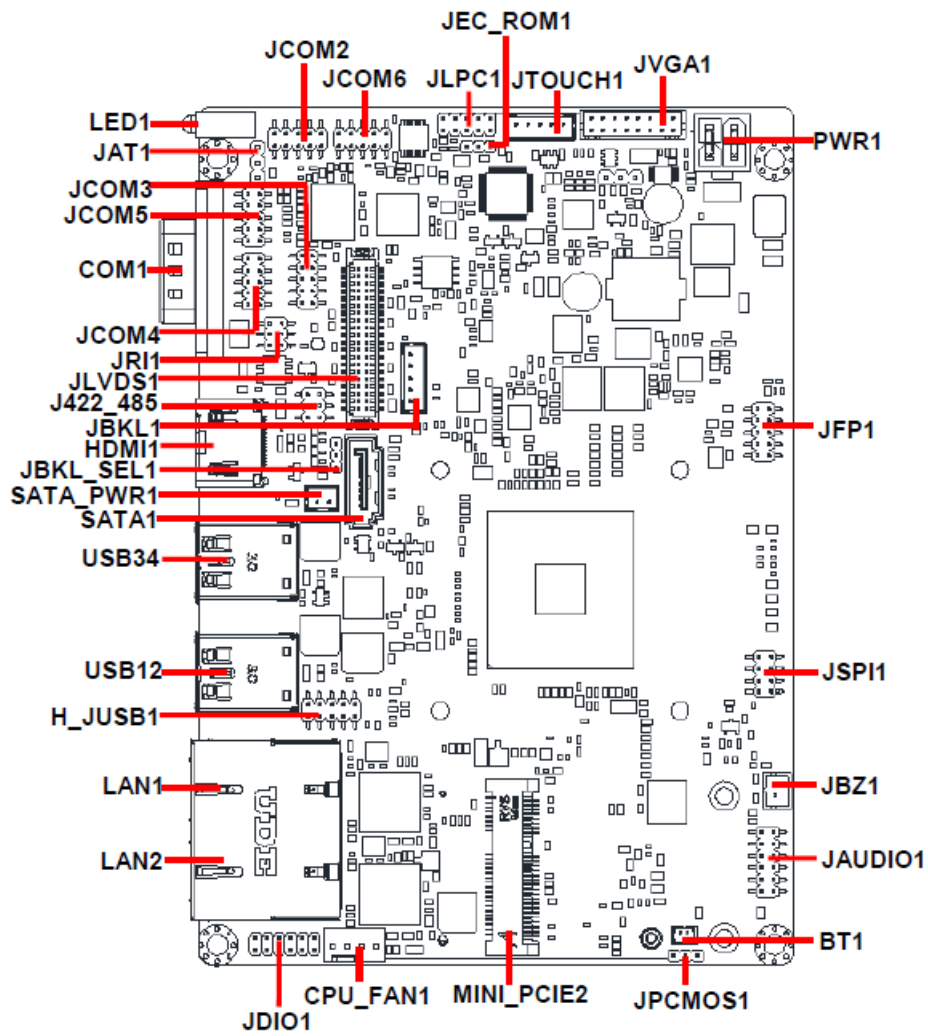 JEC_ROM1
JCOM2
JCOM6
JLPC1
JTOUCH1
JVGA1
LED1
JAT1
PWR1
JCOM3
JCOM5
COM1
JCOM4
JRI1
JLVDS1
J422_485
JBKL1
HDMI1
JFP1
JBKL_SEL1
SATA_PWR1
SATA1
USB34
USB12
JSPI1
H_JUSB1
LAN1
JBZ1
LAN2
UDE
JAUDIO1
BT1
CPU_FAN1
MINI_PCIE2
JPCMOS1
JDIO1